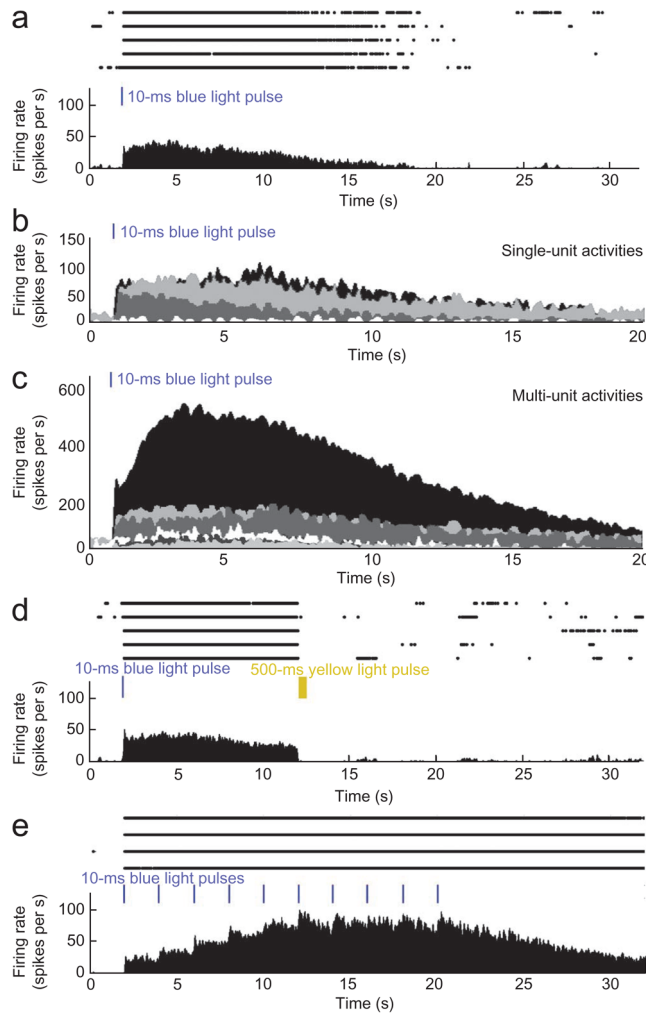 a
10-ms blue light pulse
Firing rate
(spikes per s)
100
50
0
0 5 10 15 20 25 30
Time (s)
b
10-ms blue light pulse
Single-unit activities
Firing rate
(spikes per s)
150
100
50
0
0 5 10 15 20
Time (s)
c
10-ms blue light pulse
Multi-unit activities
Firing rate
(spikes per s)
600
400
200
0
0 5 10 15 20
Time (s)
d
10-ms blue light pulse
500-ms yellow light pulse
Firing rate
(spikes per s)
100
50
0
0 5 10 15 20 25 30
Time (s)
e
10-ms blue light pulses
Firing rate
(spikes per s)
100
50
0
0 5 10 15 20 25 30
Time (s)